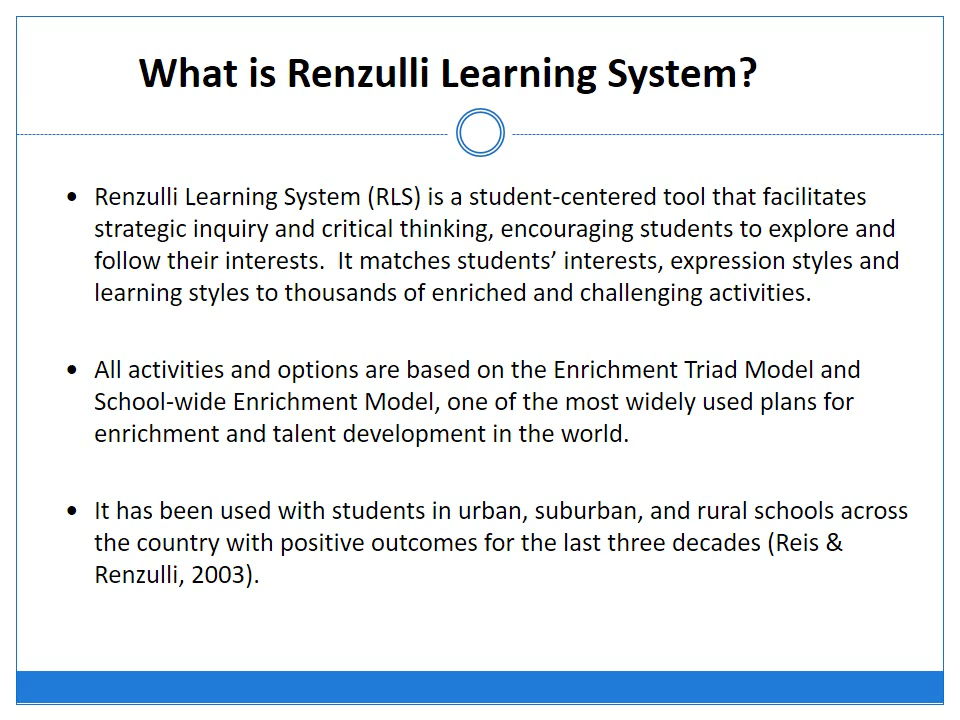 What is Renzulli Learning System?
• Renzulli Learning System (RLS) is a student-centered tool that facilitates
strategic inquiry and critical thinking, encouraging students to explore and
follow their interests.  It matches students’ interests, expression styles and
learning styles to thousands of enriched and challenging activities.
• All activities and options are based on the Enrichment Triad Model and
School-wide Enrichment Model, one of the most widely used plans for
enrichment and talent development in the world.
• It has been used with students in urban, suburban, and rural schools across
the country with positive outcomes for the last three decades (Reis &
Renzulli, 2003).